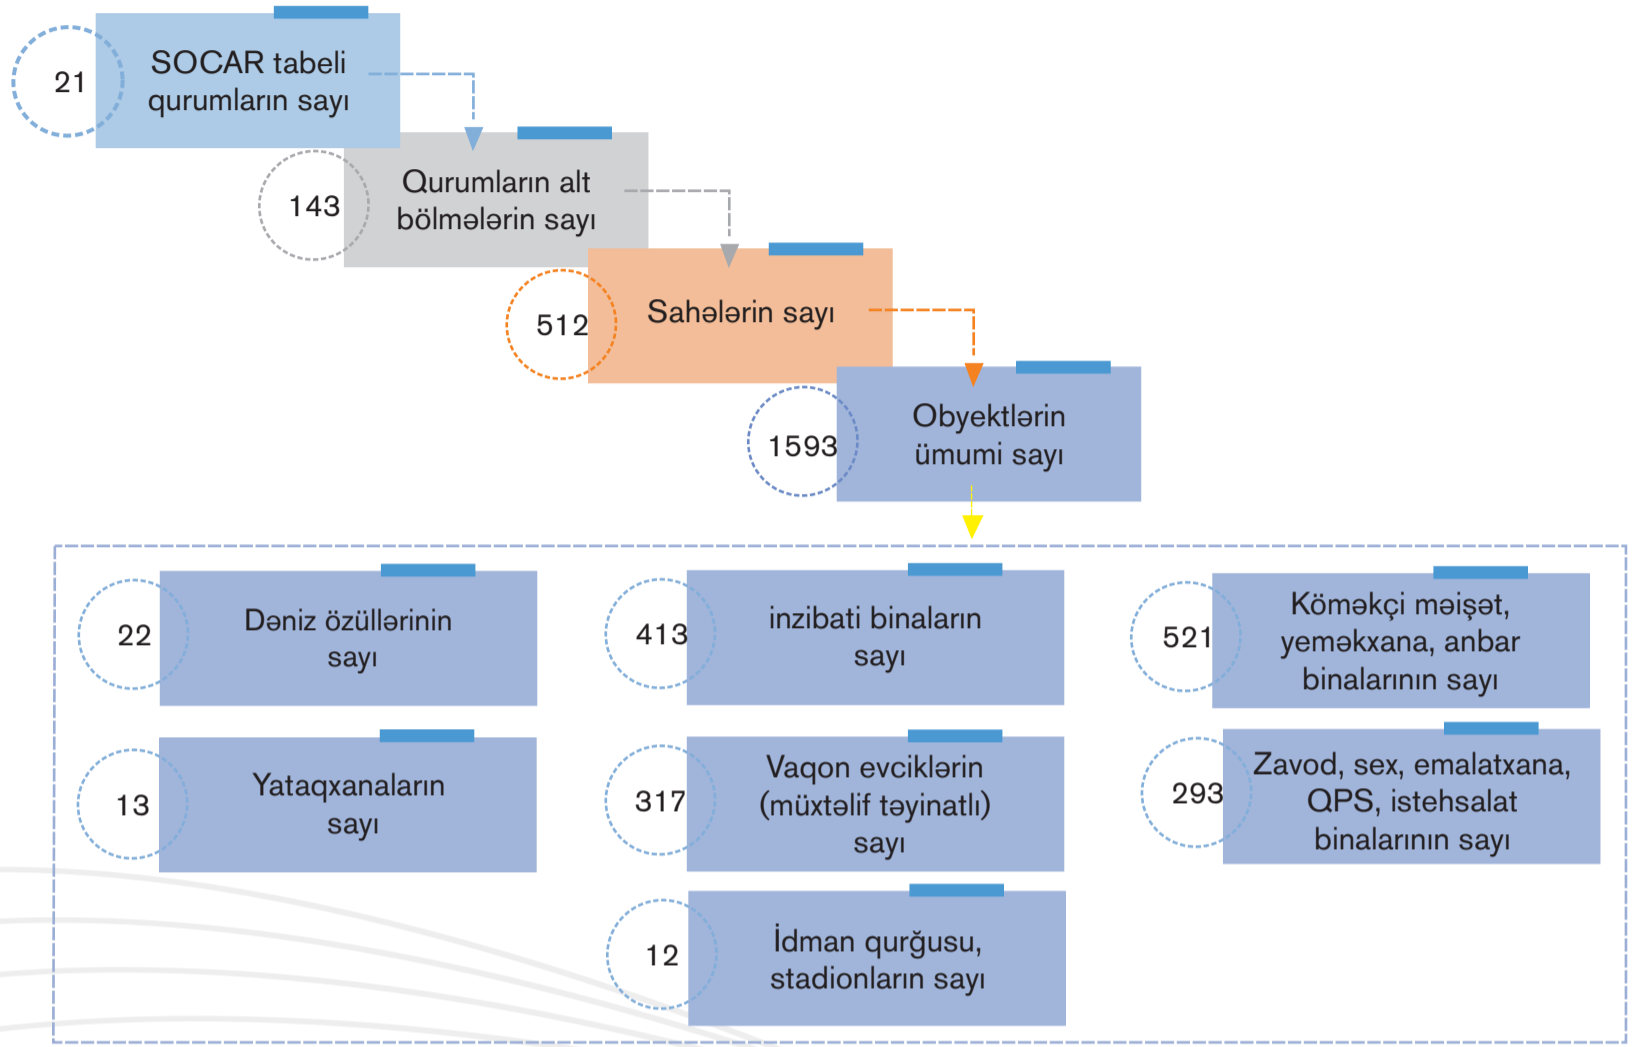 21
SOCAR tabeli
qurumların sayı
143
Qurumların alt
bölmələrin sayı
512
Sahələrin sayı
1593
Obyektlərin
ümumi sayı
22
Dəniz özüllərinin
sayı
413
inzibati binaların
sayı
521
Köməkçi məişət,
yeməkxana, anbar
binalarının sayı
13
Yataqxanaların
sayı
317
Vaqon evciklərin
(müxtəlif təyinatlı)
sayı
293
Zavod, sex, emalatxana,
QPS, istehsalat
binalarının sayı
12
İdman qurğusu,
stadionların sayı